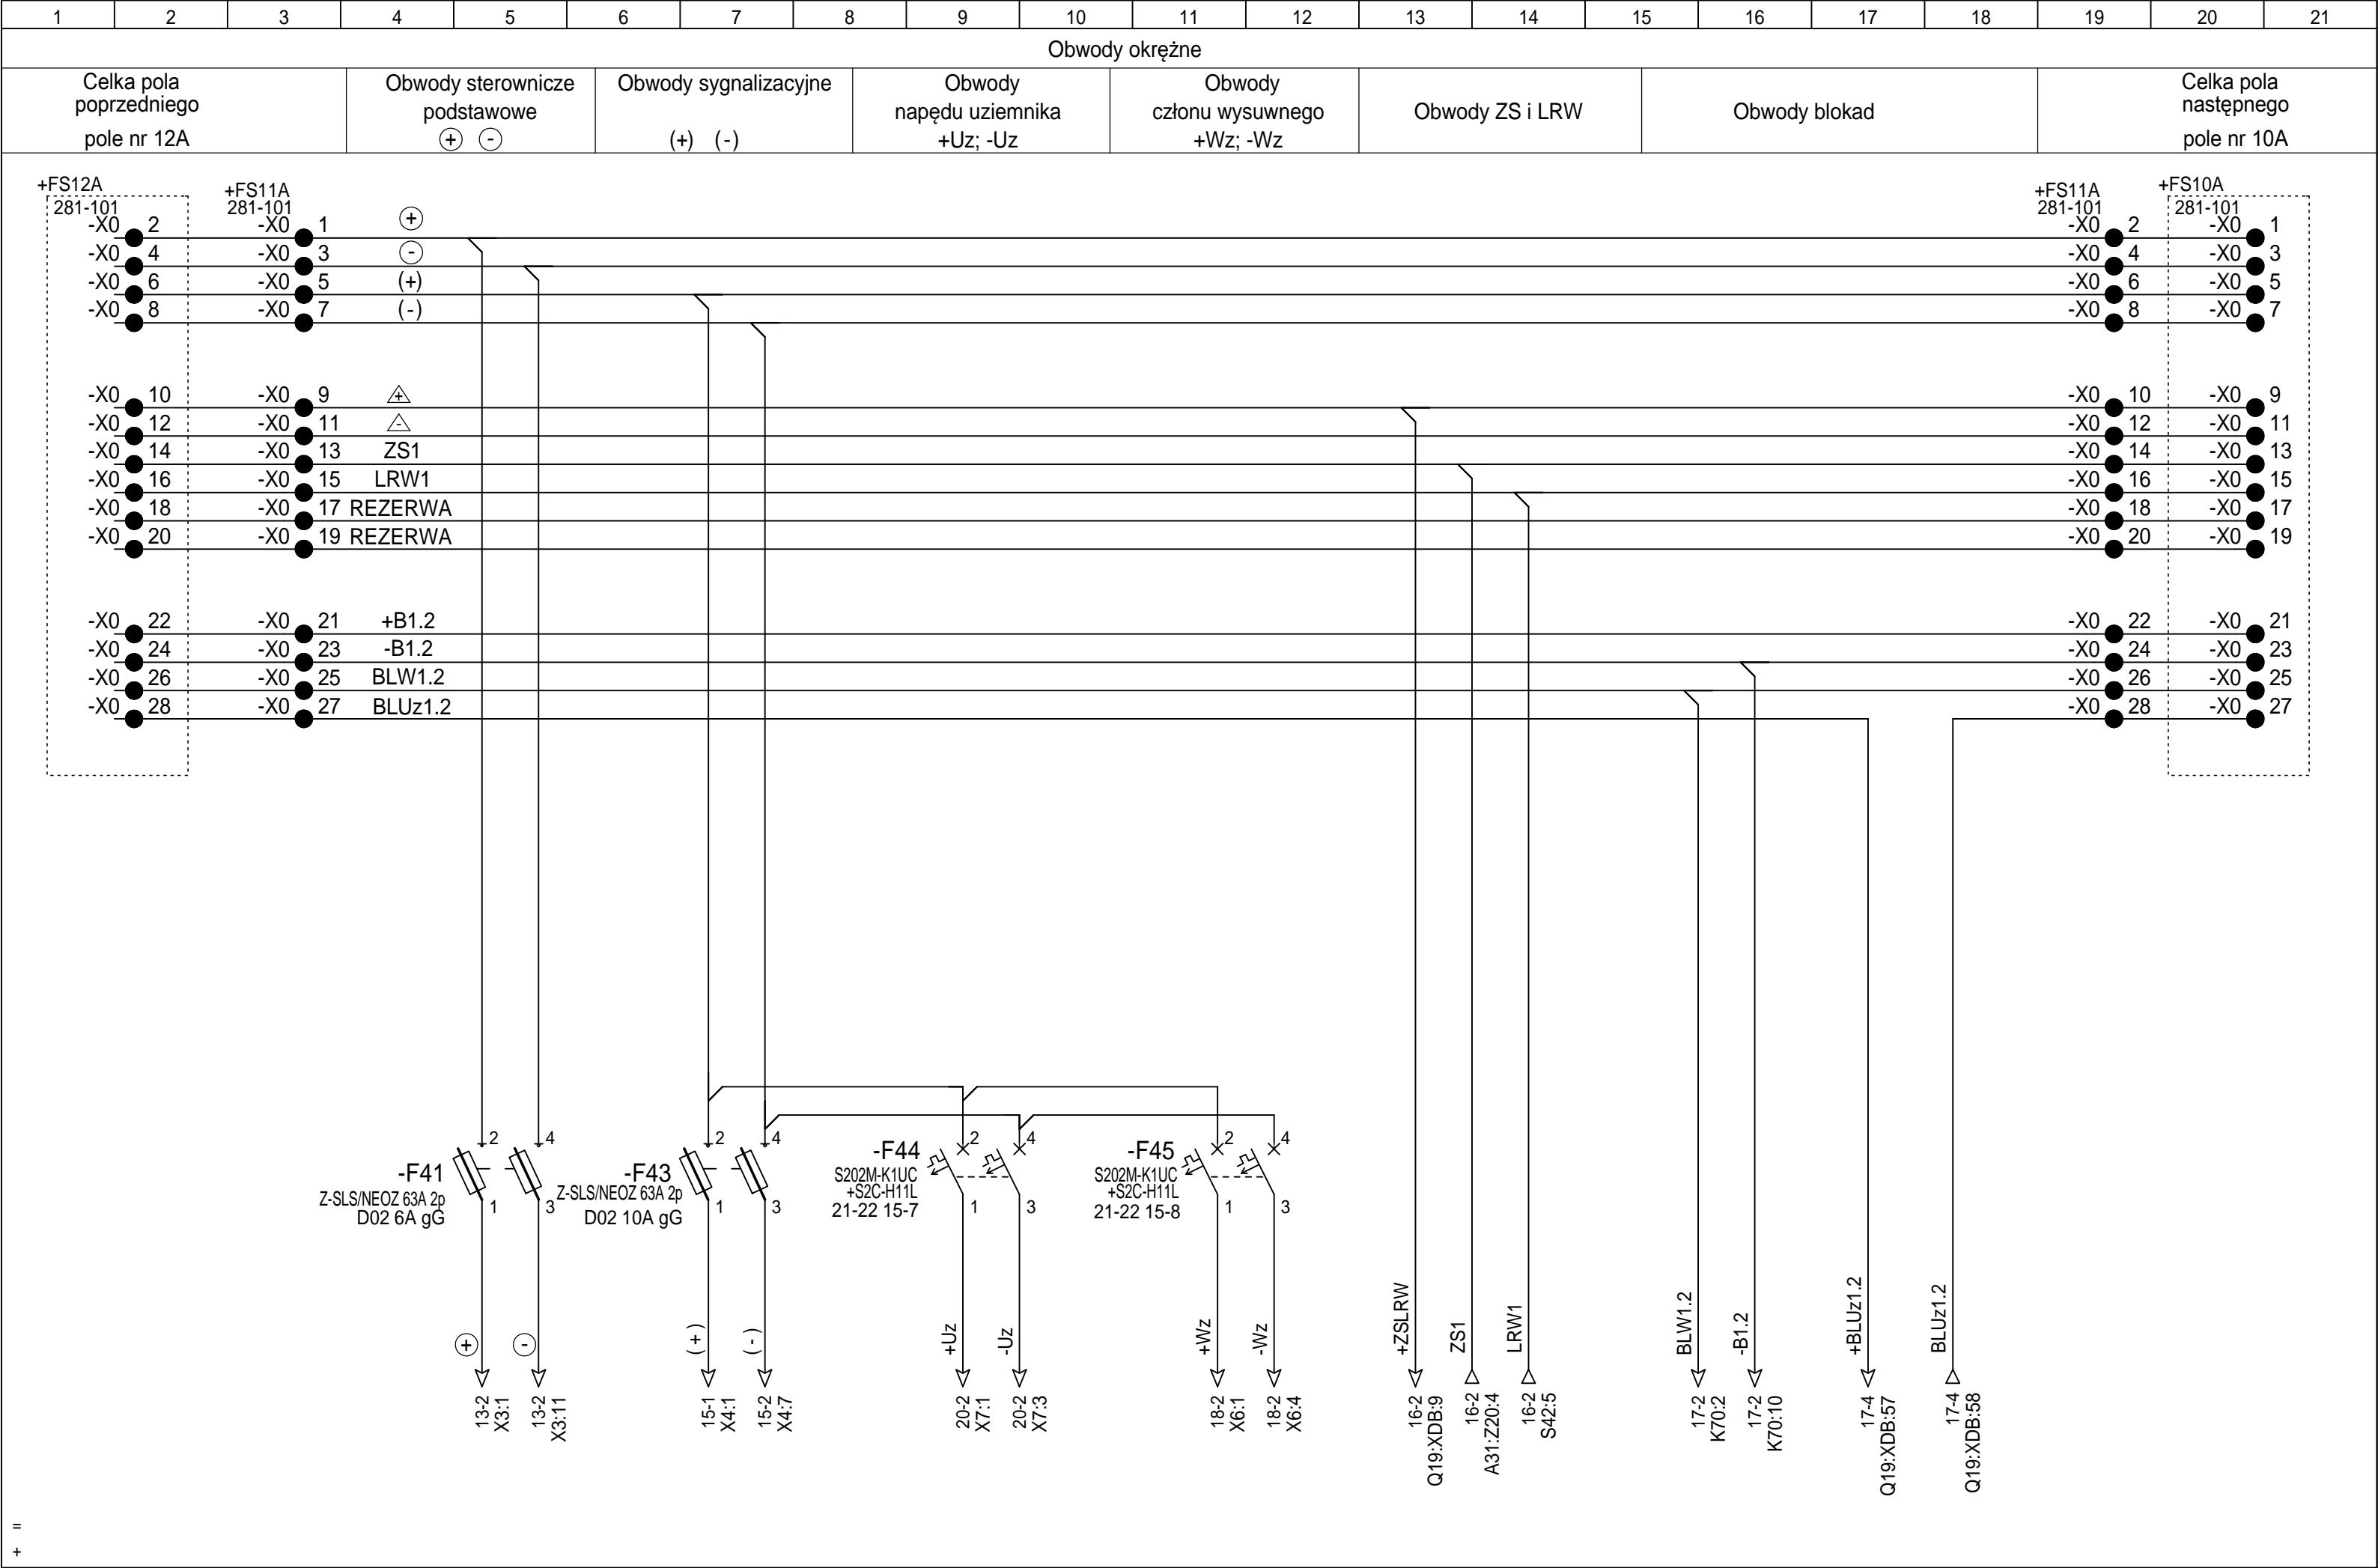 1 2 3 4 5 6 7 8 9 10 11 12 13 14 15 16 17 18 19 20 21
Obwody okrężne
Celka pola
poprzedniego
pole nr 12A
Obwody sterownicze
podstawowe
+ -
Obwody sygnalizacyjne
(+) (-)
Obwody
napędu uziemnika
+Uz; -Uz
Obwody
członu wysuwnego
+Wz; -Wz
Obwody ZS i LRW
Obwody blokad
Celka pola
następnego
pole nr 10A
+FS12A
281-101
+FS11A
281-101
+FS11A
281-101
+FS10A
281-101
-X0 2 -X0 1 + -X0 2 -X0 1
-X0 4 -X0 3 - -X0 4 -X0 3
-X0 6 -X0 5 (+) -X0 6 -X0 5
-X0 8 -X0 7 (-) -X0 8 -X0 7
-X0 10 -X0 9 + -X0 10 -X0 9
-X0 12 -X0 11 - -X0 12 -X0 11
-X0 14 -X0 13 ZS1 -X0 14 -X0 13
-X0 16 -X0 15 LRW1 -X0 16 -X0 15
-X0 18 -X0 17 REZERWA -X0 18 -X0 17
-X0 20 -X0 19 REZERWA -X0 20 -X0 19
-X0 22 -X0 21 +B1.2 -X0 22 -X0 21
-X0 24 -X0 23 -B1.2 -X0 24 -X0 23
-X0 26 -X0 25 BLW1.2 -X0 26 -X0 25
-X0 28 -X0 27 BLUz1.2 -X0 28 -X0 27
-F41
Z-SLS/NEOZ 63A 2p
D02 6A gG
2 4
1 3
-F43
Z-SLS/NEOZ 63A 2p
D02 10A gG
2 4
1 3
-F44
S202M-K1UC
+S2C-H11L
21-22 15-7
2 4
1 3
-F45
S202M-K1UC
+S2C-H11L
21-22 15-8
2 4
1 3
+
13-2
X3:1
-
13-2
X3:11
(+)
15-1
X4:1
(-)
15-2
X4:7
+Uz
20-2
X7:1
-Uz
20-2
X7:3
+Wz
18-2
X6:1
-Wz
18-2
X6:4
+ZSLRW
16-2
Q19:XDB:9
ZS1
16-2
A31:Z20:4
LRW1
16-2
S42:5
BLW1.2
17-2
K70:2
-B1.2
17-2
K70:10
+BLUz1.2
17-4
Q19:XDB:57
BLUz1.2
17-4
Q19:XDB:58
=
+